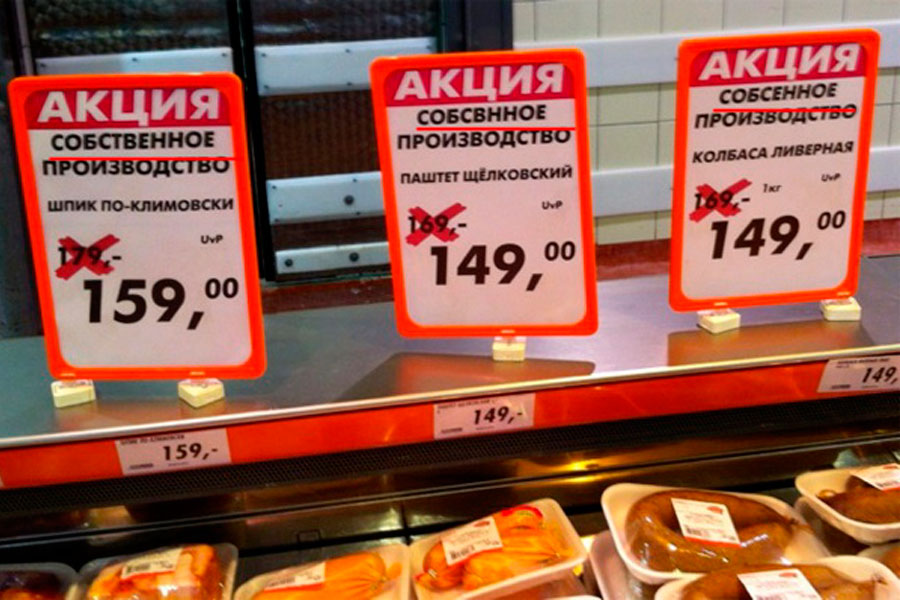 АКЦИЯ
СОБСТВЕННОЕ
ПРОИЗВОДСТВО
ШПИК ПО-КЛИМОВСКИ
179,-
UvP
159,00
АКЦИЯ
СОБСВННОЕ
ПРОИЗВОДСТВО
ПАШТЕТ ЩЁЛКОВСКИЙ
169,-
UvP
149,00
АКЦИЯ
СОБСЕННОЕ
ПРОИЗВОДСТВО
КОЛБАСА ЛИВЕРНАЯ
169,-
1кг
UvP
149,00
159,-
149,-
149,